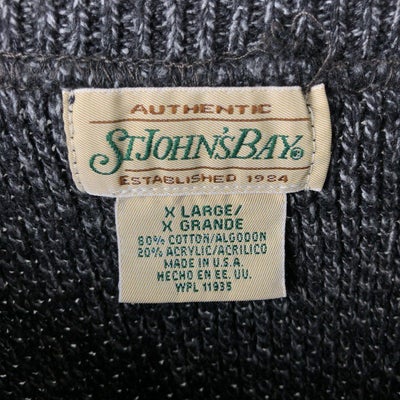 AUTHENTIC
ST JOHN'S BAY®
ESTABLISHED 1924
X LARGE/
X GRANDE
80% COTTON/ALGODON
20% ACRYLIC/ACRILICO
MADE IN U.S.A.
HECHO EN EE. UU.
WPL 11935